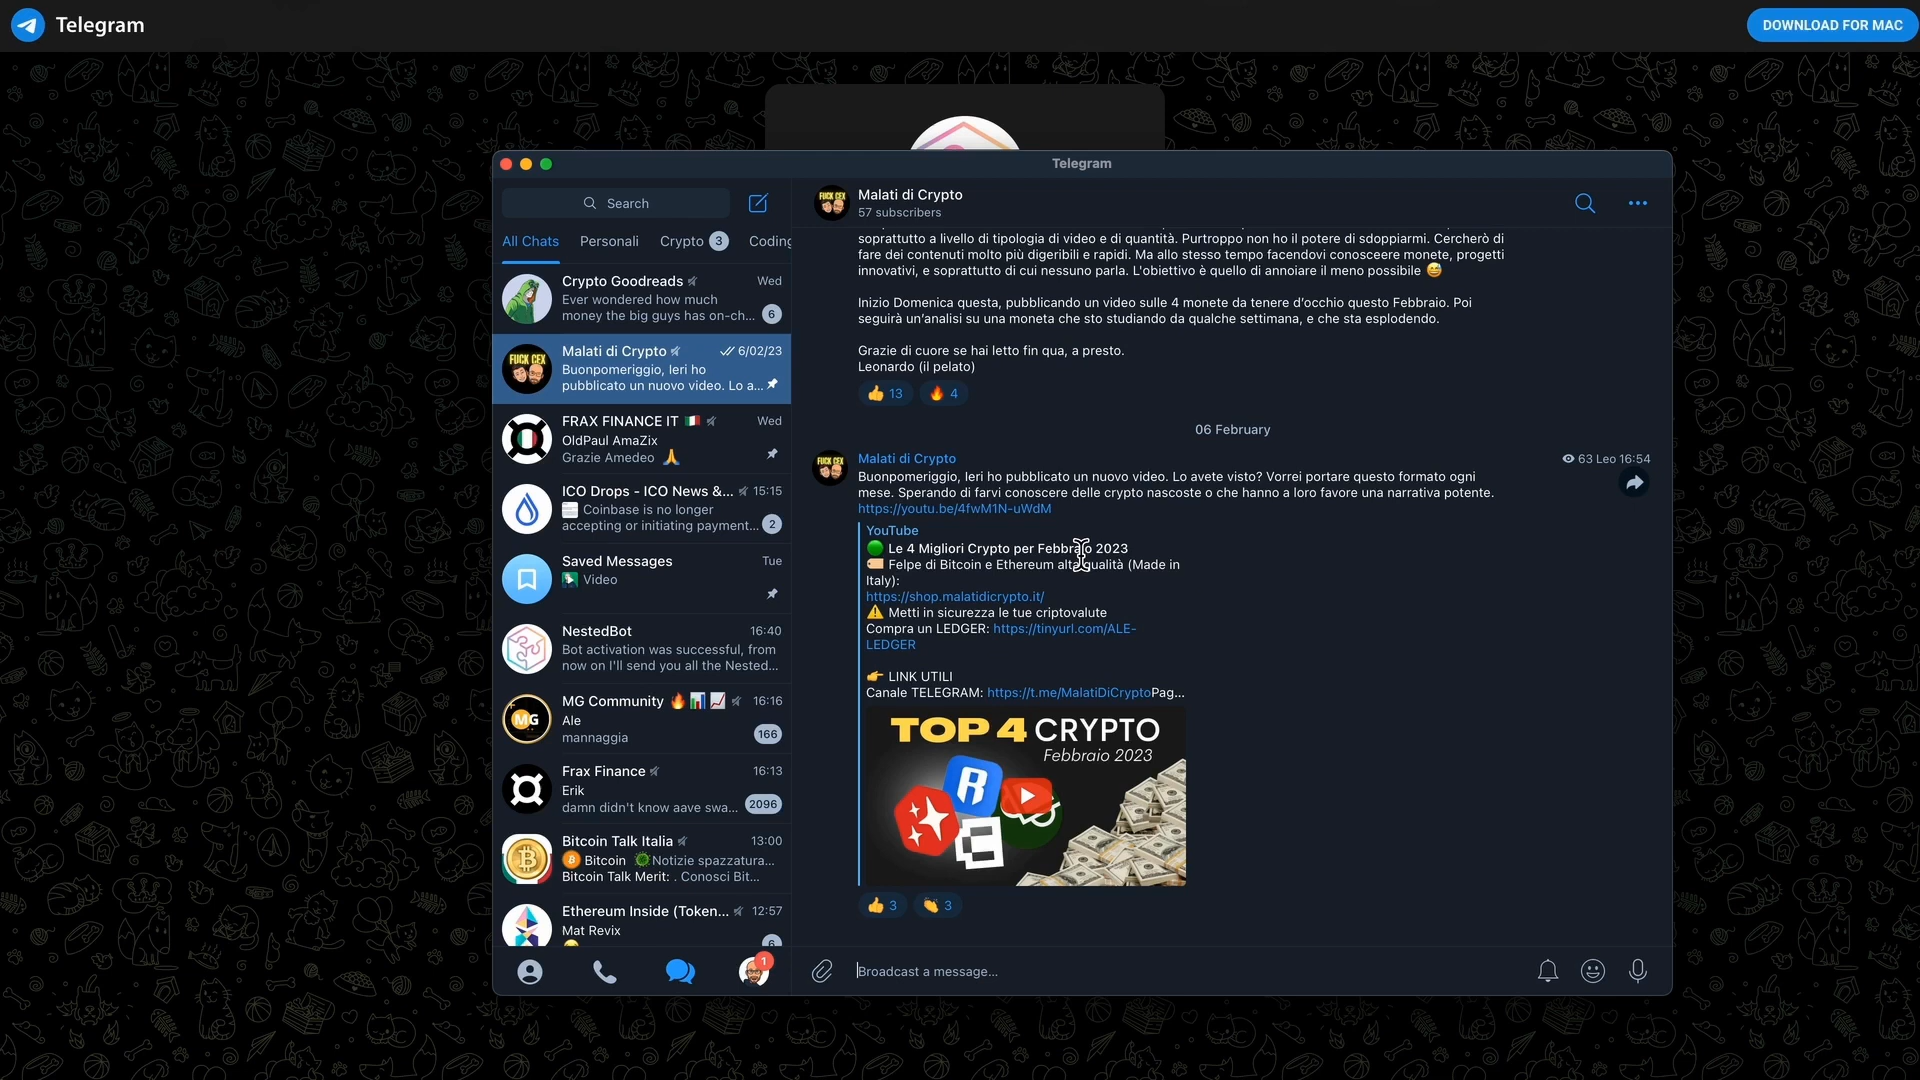 Telegram
DOWNLOAD FOR MAC
Telegram
Search
All Chats
Personali
Crypto 3
Coding
Crypto Goodreads
Wed
Ever wondered how much
money the big guys has on-ch...
6
Malati di Crypto
6/02/23
Buonpomeriggio, Ieri ho
pubblicato un nuovo video. Lo a...
FRAX FINANCE IT
Wed
OldPaul AmaZix
Grazie Amedeo 🙏
ICO Drops - ICO News &...
15:15
Coinbase is no longer
accepting or initiating payment...
2
Saved Messages
Tue
Video
NestedBot
16:40
Bot activation was successful, from
now on I'll send you all the Nested...
MG Community 🔥📊📈
16:16
MG
Ale
mannaggia
166
Frax Finance
16:13
Erik
damn didn't know aave swa...
2096
Bitcoin Talk Italia
13:00
Bitcoin Notizie spazzatura...
Bitcoin Talk Merit: . Conosci Bit...
Ethereum Inside (Token...
12:57
Mat Revix
6
1
FUCK CEX
Malati di Crypto
57 subscribers
soprattutto a livello di tipologia di video e di quantità. Purtroppo non ho il potere di sdoppiarmi. Cercherò di
fare dei contenuti molto più digeribili e rapidi. Ma allo stesso tempo facendovi conosceere monete, progetti
innovativi, e soprattutto di cui nessuno parla. L'obiettivo è quello di annoiare il meno possibile 😅
Inizio Domenica questa, pubblicando un video sulle 4 monete da tenere d'occhio questo Febbraio. Poi
seguirà un'analisi su una moneta che sto studiando da qualche settimana, e che sta esplodendo.
Grazie di cuore se hai letto fin qua, a presto.
Leonardo (il pelato)
👍 13 🔥 4
06 February
Malati di Crypto
63 Leo 16:54
Buonpomeriggio, Ieri ho pubblicato un nuovo video. Lo avete visto? Vorrei portare questo formato ogni
mese. Sperando di farvi conoscere delle crypto nascoste o che hanno a loro favore una narrativa potente.
https://youtu.be/4fwM1N-uWdM
YouTube
🟢 Le 4 Migliori Crypto per Febbraio 2023
🏷️ Felpe di Bitcoin e Ethereum alta qualità (Made in
Italy):
https://shop.malatidicrypto.it/
⚠️ Metti in sicurezza le tue criptovalute
Compra un LEDGER: https://tinyurl.com/ALE-
LEDGER
👉 LINK UTILI
Canale TELEGRAM: https://t.me/MalatiDiCryptoPag...
TOP 4 CRYPTO
Febbraio 2023
👍 3 👏 3
Broadcast a message...